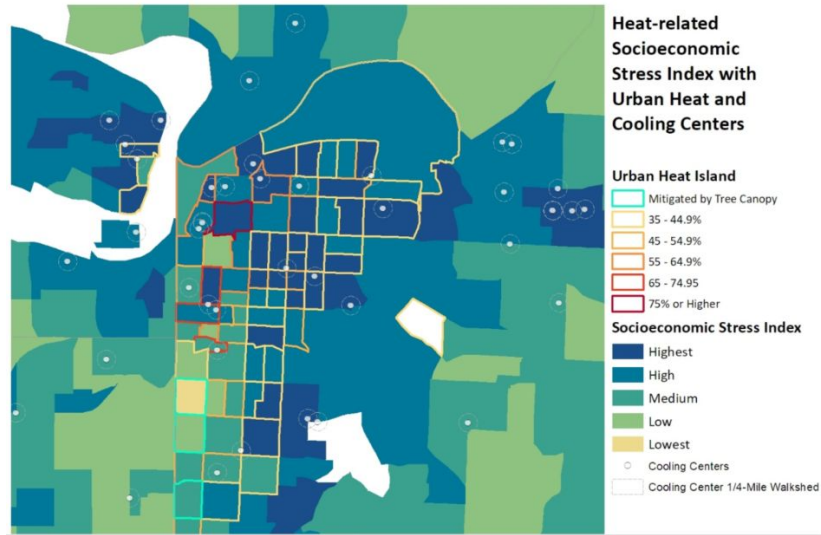 Heat-related
Socioeconomic
Stress Index with
Urban Heat and
Cooling Centers
Urban Heat Island
Mitigated by Tree Canopy
35 - 44.9%
45 - 54.9%
55 - 64.9%
65 - 74.95
75% or Higher
Socioeconomic Stress Index
Highest
High
Medium
Low
Lowest
Cooling Centers
Cooling Center 1/4-Mile Walkshed